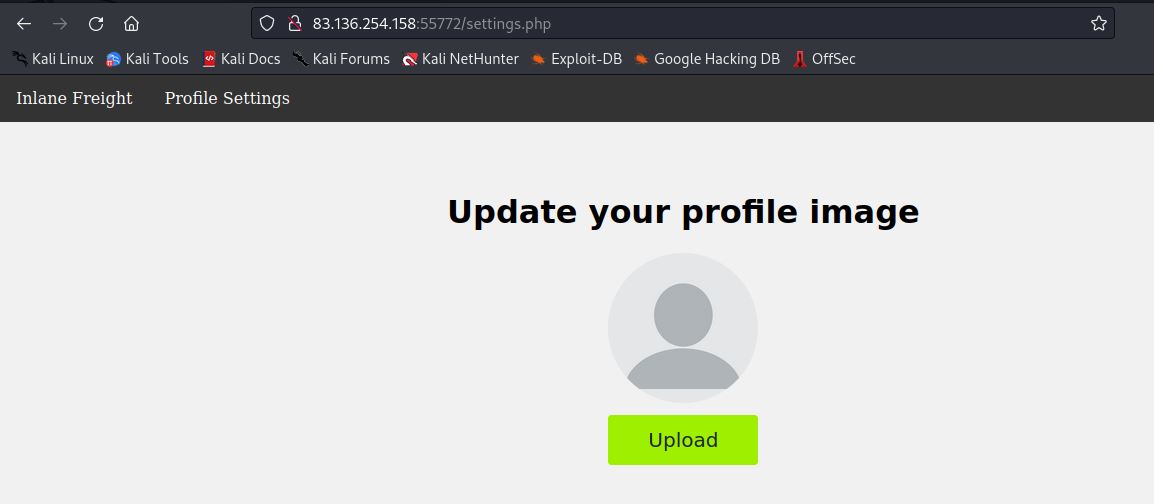 83.136.254.158:55772/settings.php
Kali Linux Kali Tools Kali Docs Kali Forums Kali NetHunter Exploit-DB Google Hacking DB OffSec
Inlane Freight Profile Settings
Update your profile image
Upload